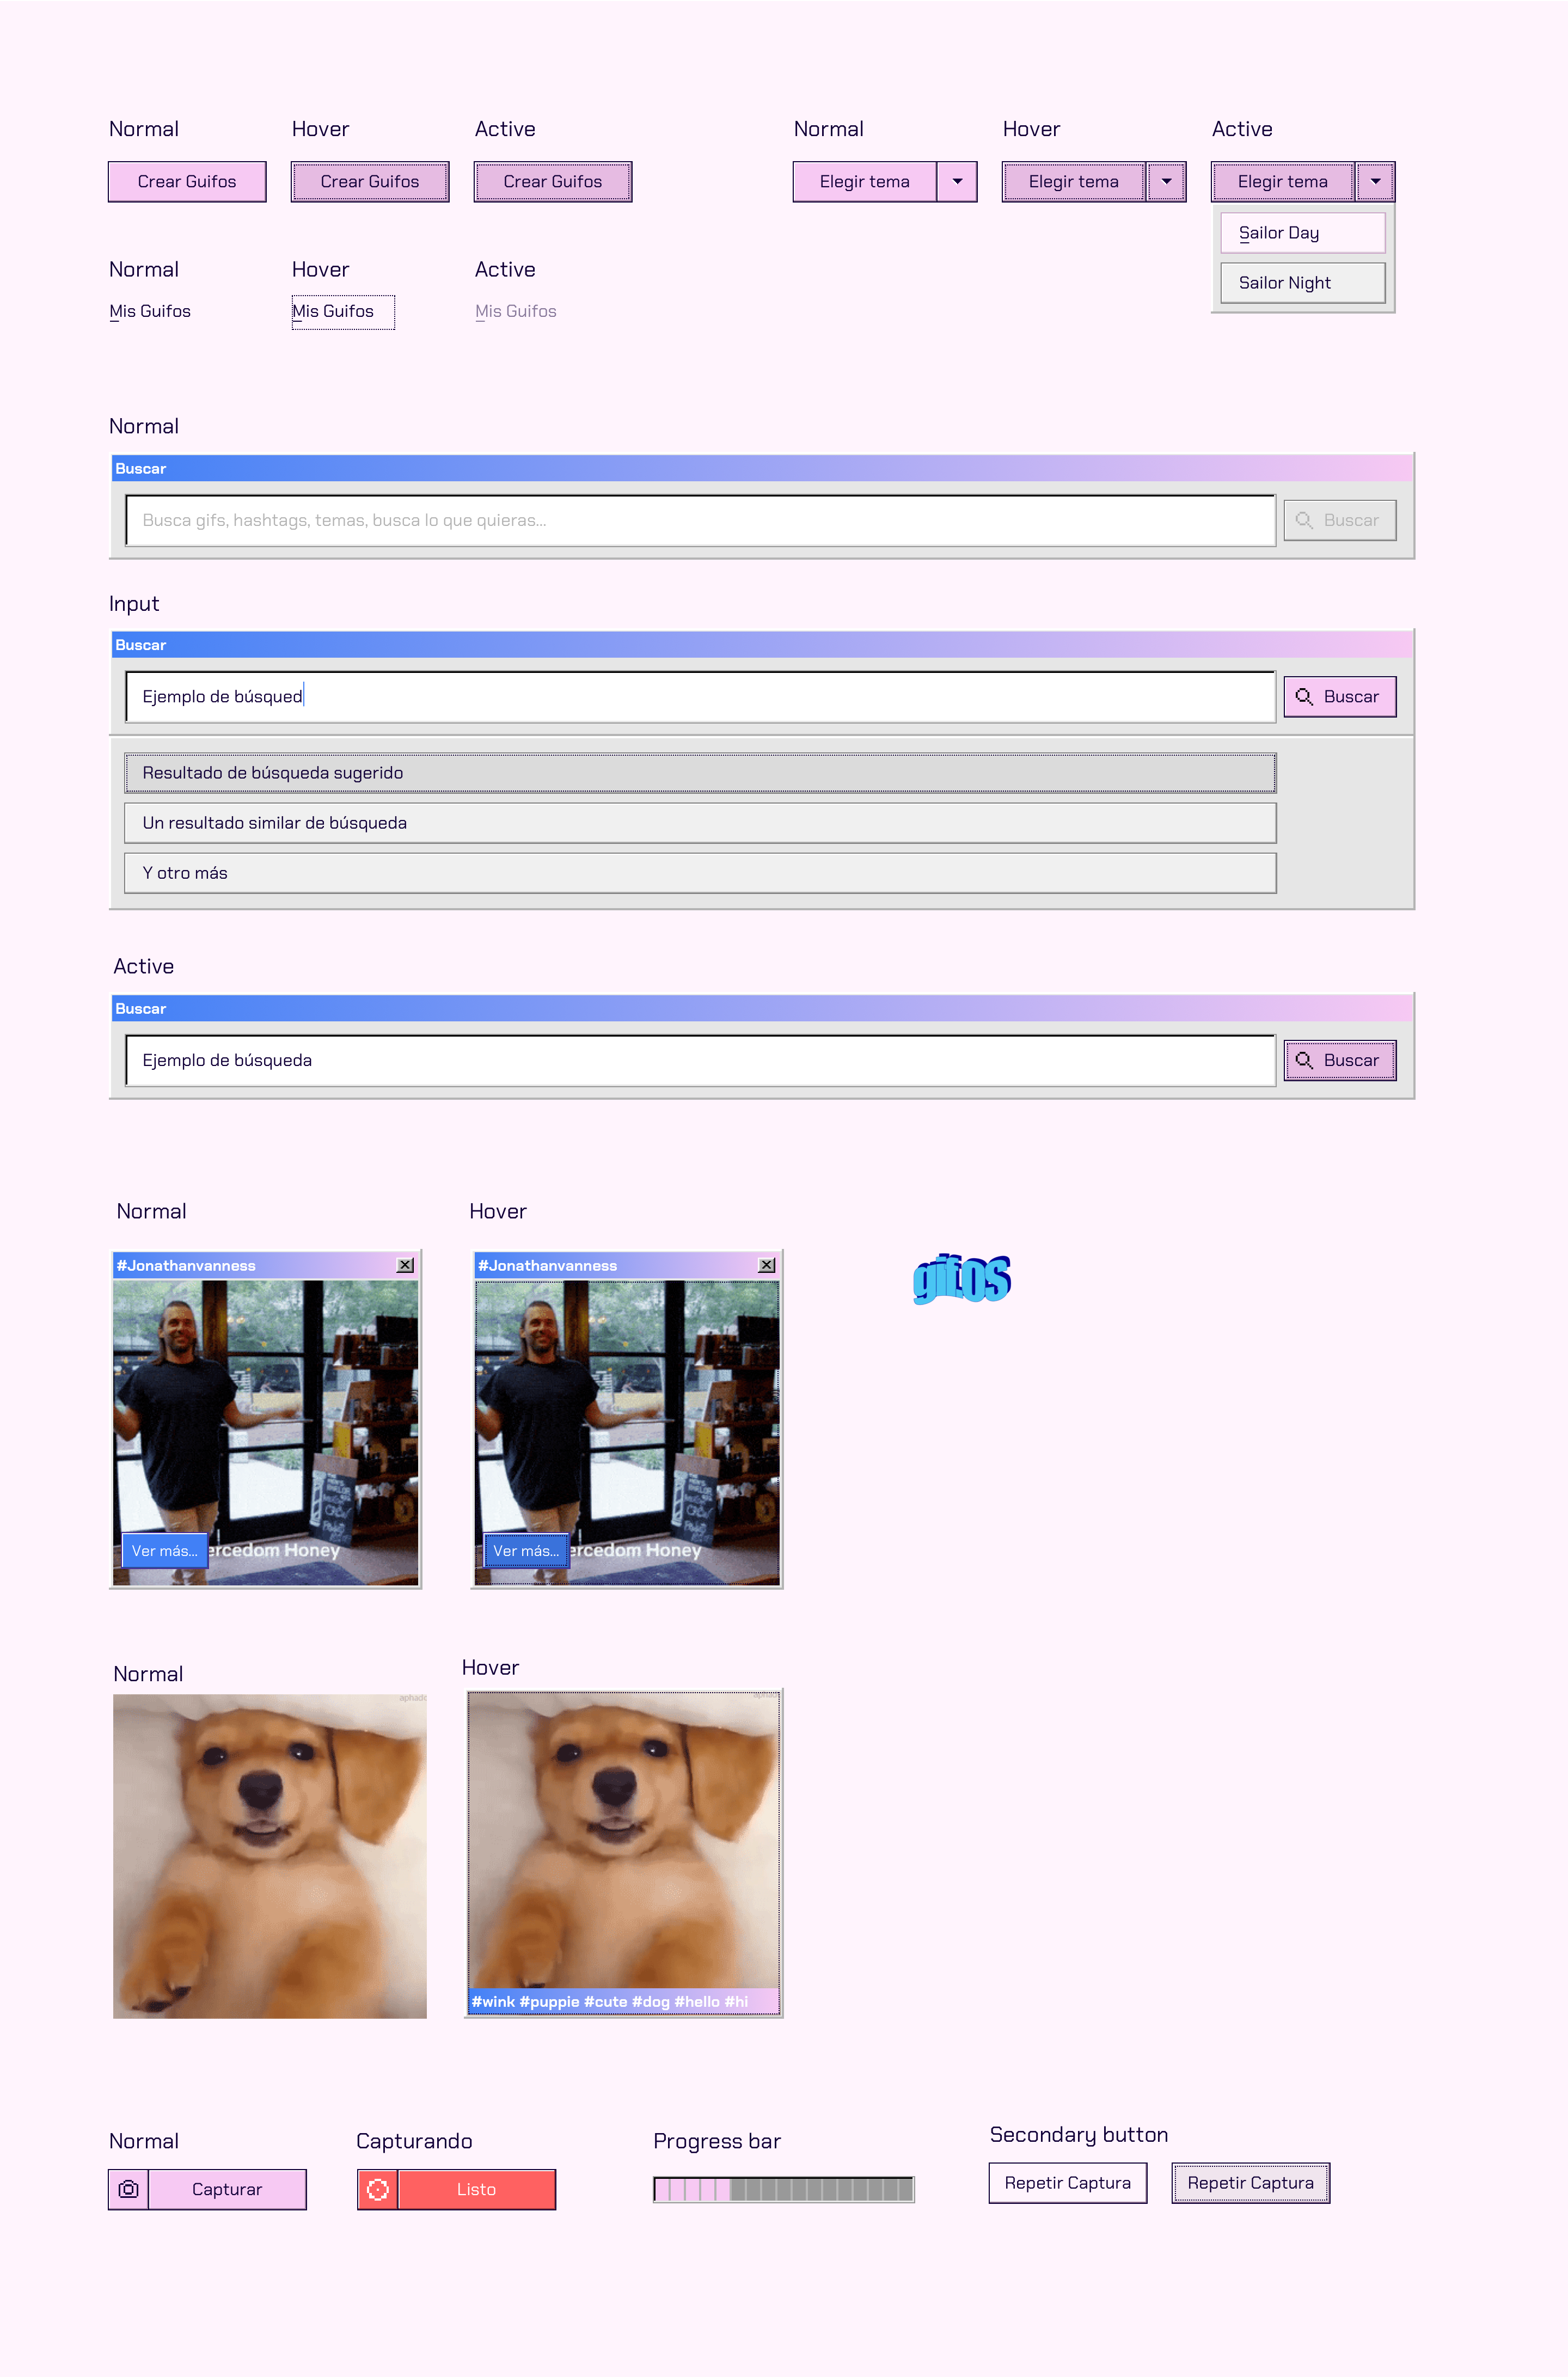 Normal Hover Active Normal Hover Active
Crear Guifos Crear Guifos Crear Guifos Elegir tema Elegir tema Elegir tema
Sailor Day
Normal Hover Active
Sailor Night
Mis Guifos Mis Guifos Mis Guifos
Normal
Buscar
Busca gifs, hashtags, temas, busca lo que quieras... Buscar
Input
Buscar
Ejemplo de búsqued Buscar
Resultado de búsqueda sugerido
Un resultado similar de búsqueda
Y otro más
Active
Buscar
Ejemplo de búsqueda Buscar
Normal Hover
#Jonathanvanness #Jonathanvanness
gifos
Ver más... ercedom Honey Ver más... ercedom Honey
Normal Hover
#wink #puppie #cute #dog #hello #hi
Normal Capturando Progress bar Secondary button
Capturar Listo Repetir Captura Repetir Captura